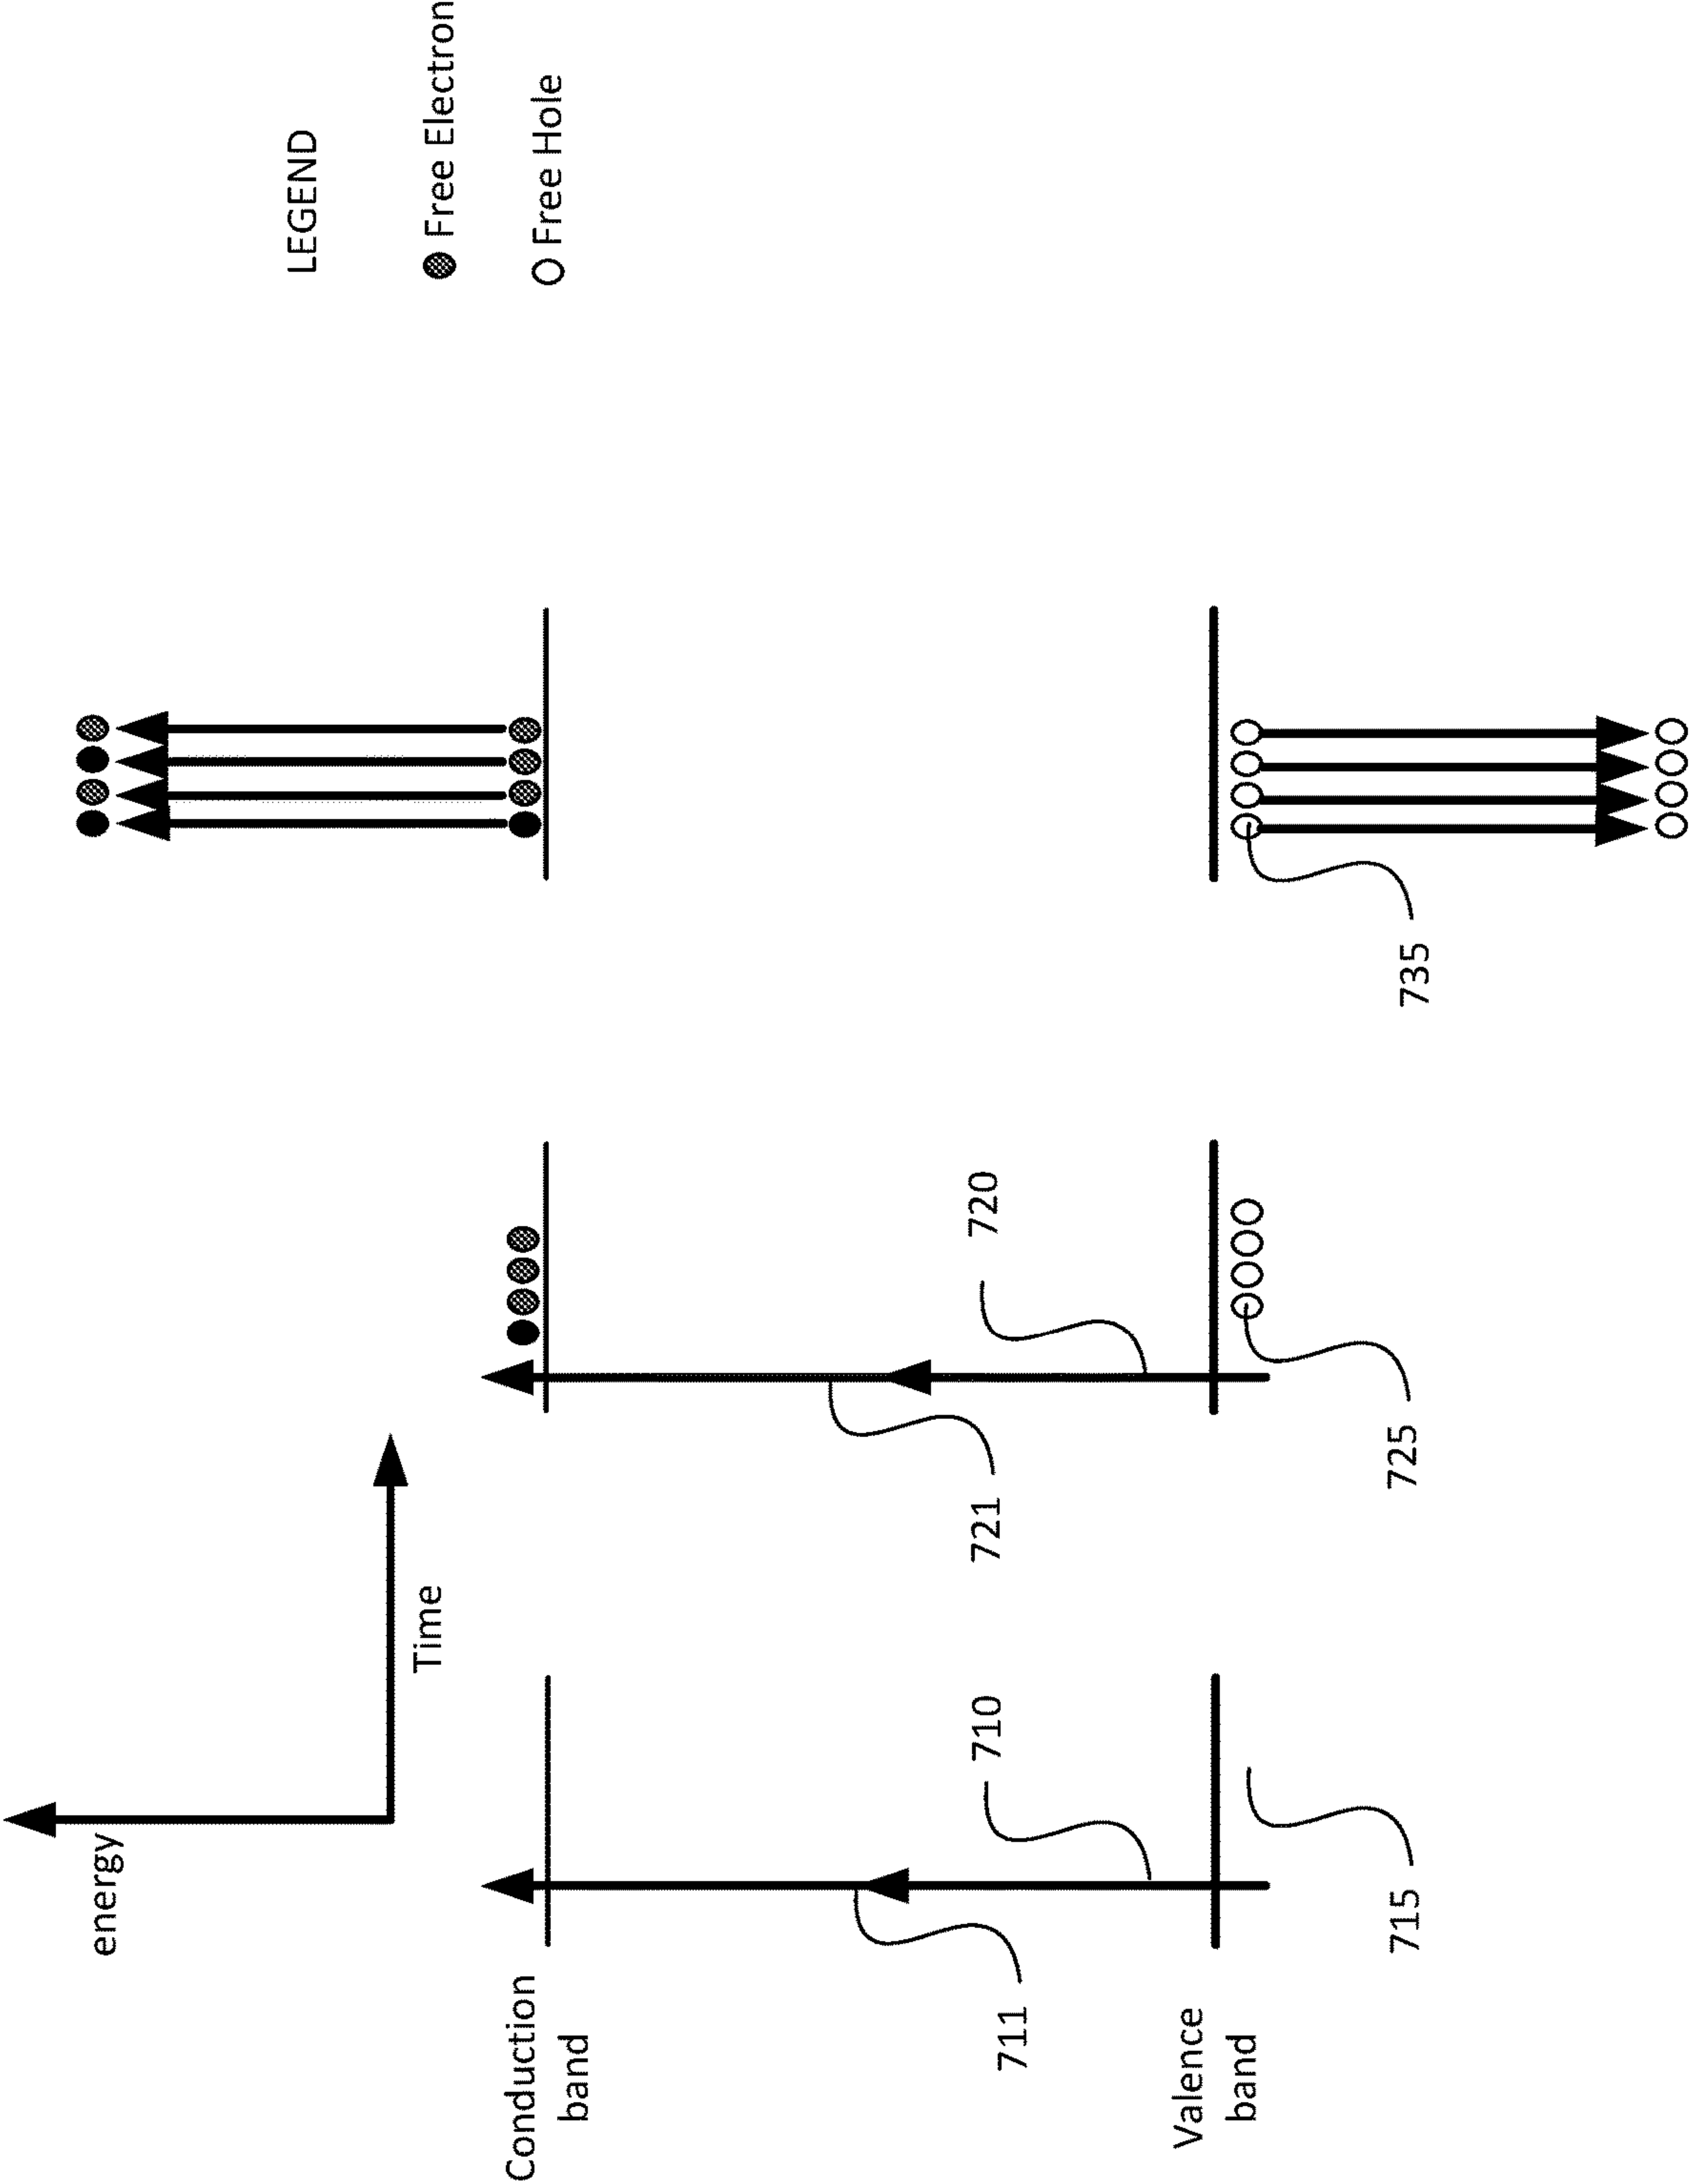 energy
LEGEND
Time
Free Electron
Free Hole
Conduction
band
710
721
720
711
Valence
band
715
725
735